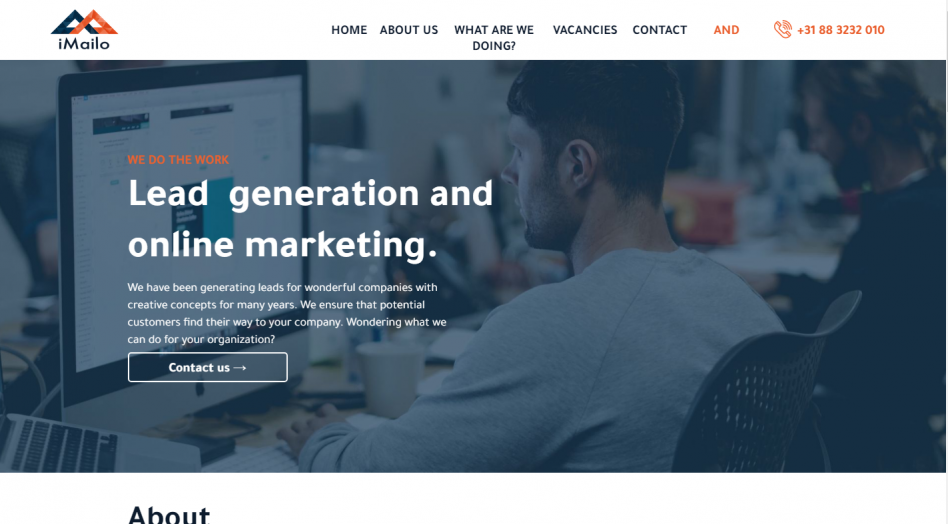 iMailo
HOME ABOUT US WHAT ARE WE DOING? VACANCIES CONTACT AND +31 88 3232 010
WE DO THE WORK
Lead generation and
online marketing.
We have been generating leads for wonderful companies with
creative concepts for many years. We ensure that potential
customers find their way to your company. Wondering what we
can do for your organization?
Contact us →
About